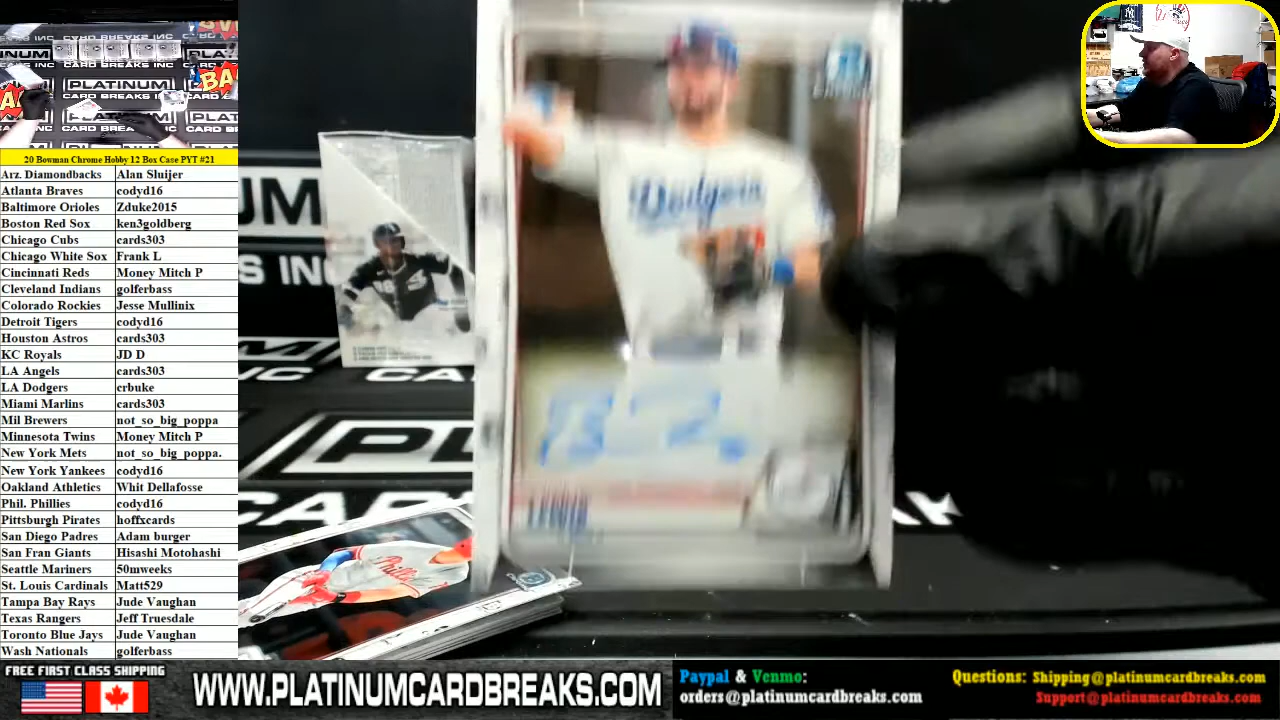 20 Bowman Chrome Hobby 12 Box Case PYT #21
Arz. Diamondbacks Alan Sluijer
Atlanta Braves codyd16
Baltimore Orioles Zduke2015
Boston Red Sox ken3goldberg
Chicago Cubs cards303
Chicago White Sox Frank L
Cincinnati Reds Money Mitch P
Cleveland Indians golferbass
Colorado Rockies Jesse Mullinix
Detroit Tigers codyd16
Houston Astros cards303
KC Royals JD D
LA Angels cards303
LA Dodgers crbuke
Miami Marlins cards303
Mil Brewers not_so_big_poppa
Minnesota Twins Money Mitch P
New York Mets not_so_big_poppa.
New York Yankees codyd16
Oakland Athletics Whit Dellafosse
Phil. Phillies codyd16
Pittsburgh Pirates hoffxcards
San Diego Padres Adam burger
San Fran Giants Hisashi Motohashi
Seattle Mariners 50mweeks
St. Louis Cardinals Matt529
Tampa Bay Rays Jude Vaughan
Texas Rangers Jeff Truesdale
Toronto Blue Jays Jude Vaughan
Wash Nationals golferbass
PLATINUM
CARD BREAKS INC
Dodgers
Phillies
FREE FIRST CLASS SHIPPING
WWW.PLATINUMCARDBREAKS.COM
Paypal & Venmo:
orders@platinumcardbreaks.com
Questions: Shipping@platinumcardbreaks.com
Support@platinumcardbreaks.com